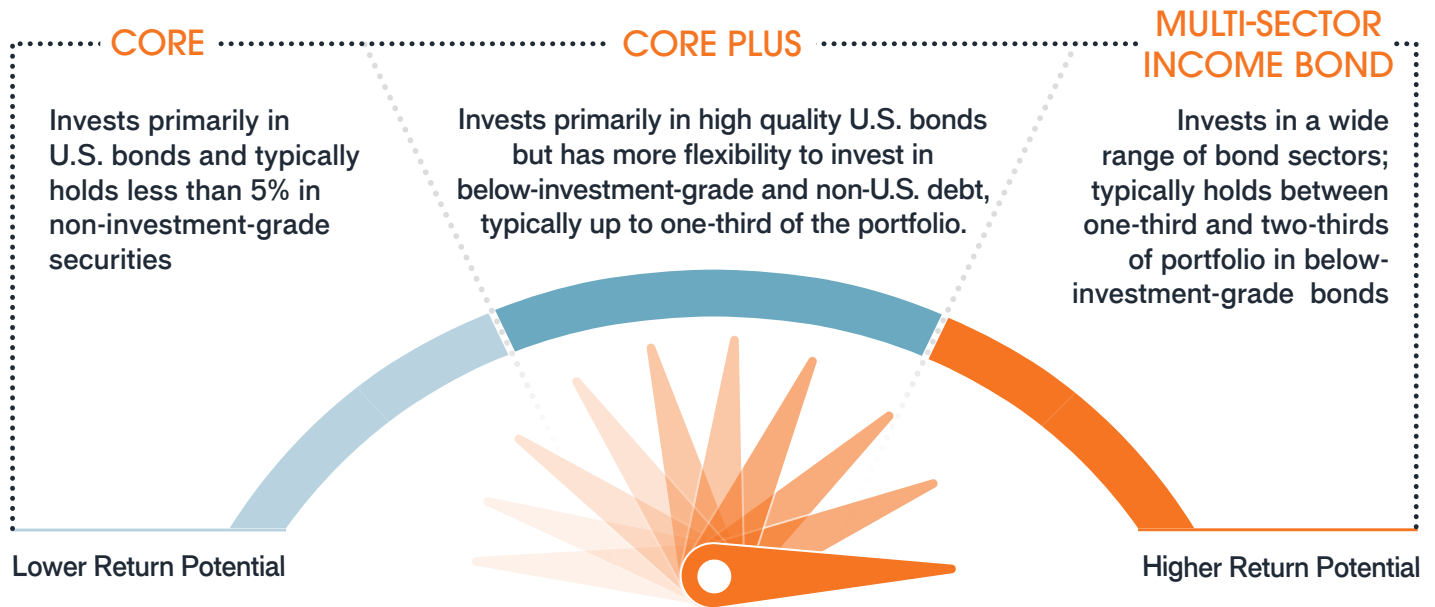 CORE
Invests primarily in
U.S. bonds and typically
holds less than 5% in
non-investment-grade
securities
CORE PLUS
Invests primarily in high quality U.S. bonds
but has more flexibility to invest in
below-investment-grade and non-U.S. debt,
typically up to one-third of the portfolio.
MULTI-SECTOR
INCOME BOND
Invests in a wide
range of bond sectors;
typically holds between
one-third and two-thirds
of portfolio in below-
investment-grade bonds
Lower Return Potential
Higher Return Potential